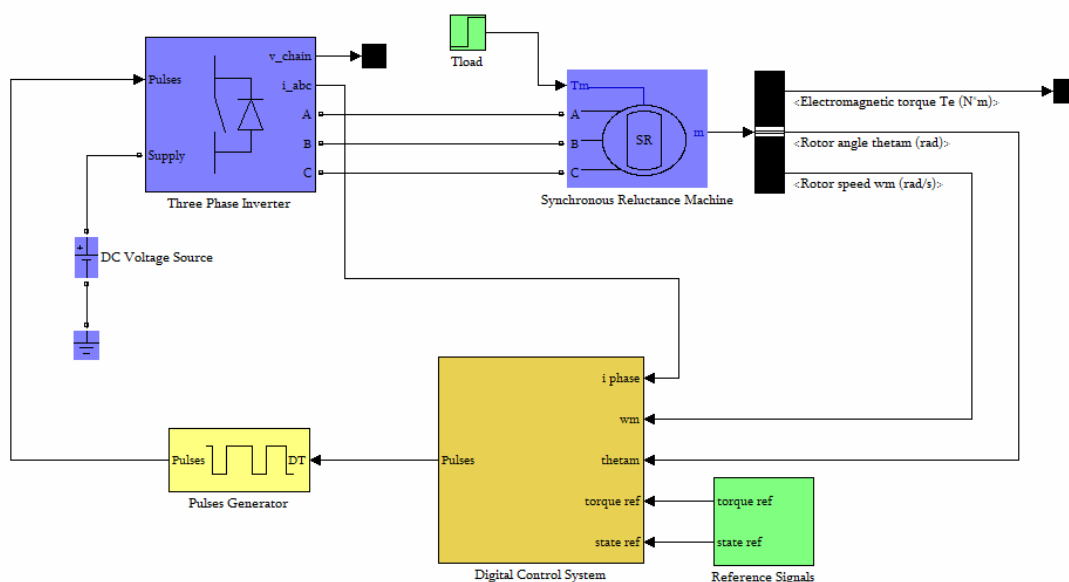 v_chain
Pulses
i_abc
A
B
C
Supply
Three Phase Inverter
Tload
Tm
A
B
C
SR
m
Synchronous Reluctance Machine
<Electromagnetic torque Te (N*m)>
<Rotor angle thetam (rad)>
<Rotor speed wm (rad/s)>
+
DC Voltage Source
i phase
wm
thetam
torque ref
state ref
Pulses
Digital Control System
Pulses
DT
Pulses Generator
torque ref
state ref
Reference Signals